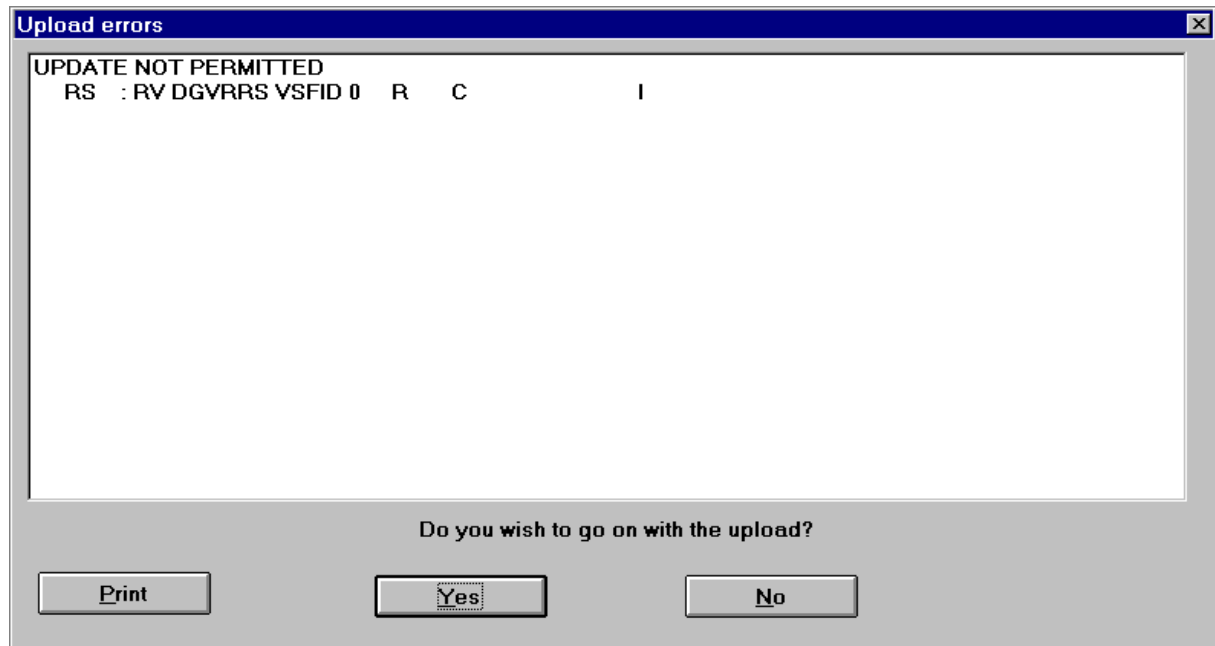 Upload errors
UPDATE NOT PERMITTED
RS : RV DGVRRS VSFID 0 R C I
Do you wish to go on with the upload?
Print Yes No